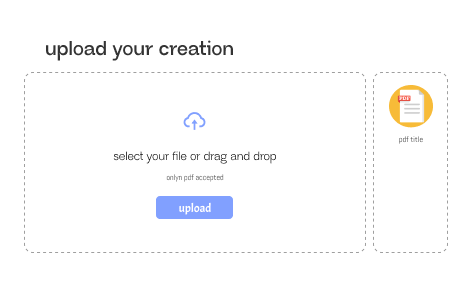 upload your creation
PDF
select your file or drag and drop
pdf title
onlyn pdf accepted
upload